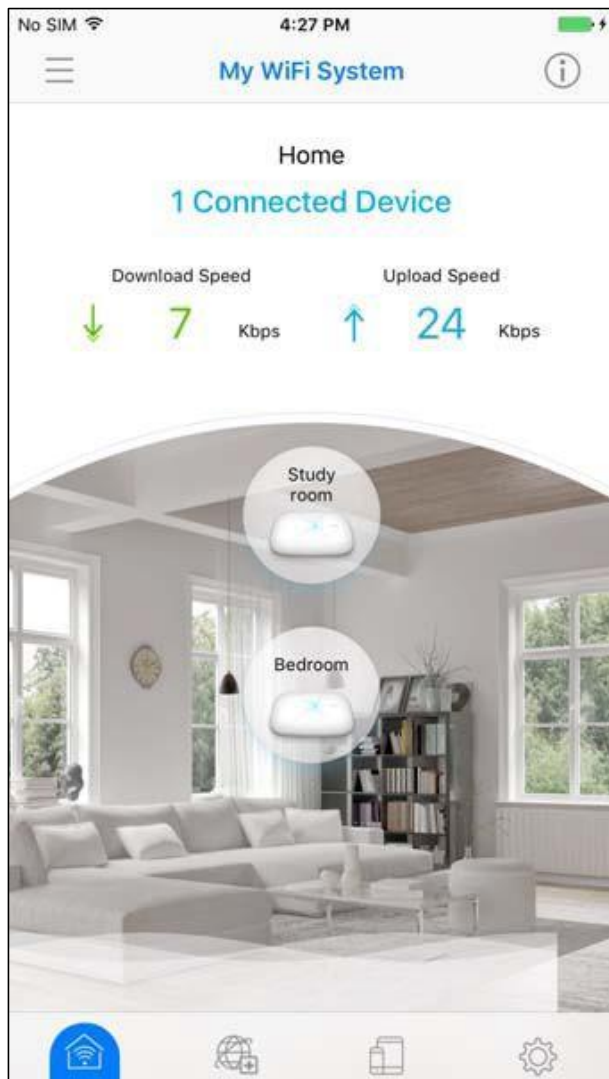 No SIM 4:27 PM
My WiFi System
Home
1 Connected Device
Download Speed Upload Speed
7 Kbps 24 Kbps
Study
room
Bedroom